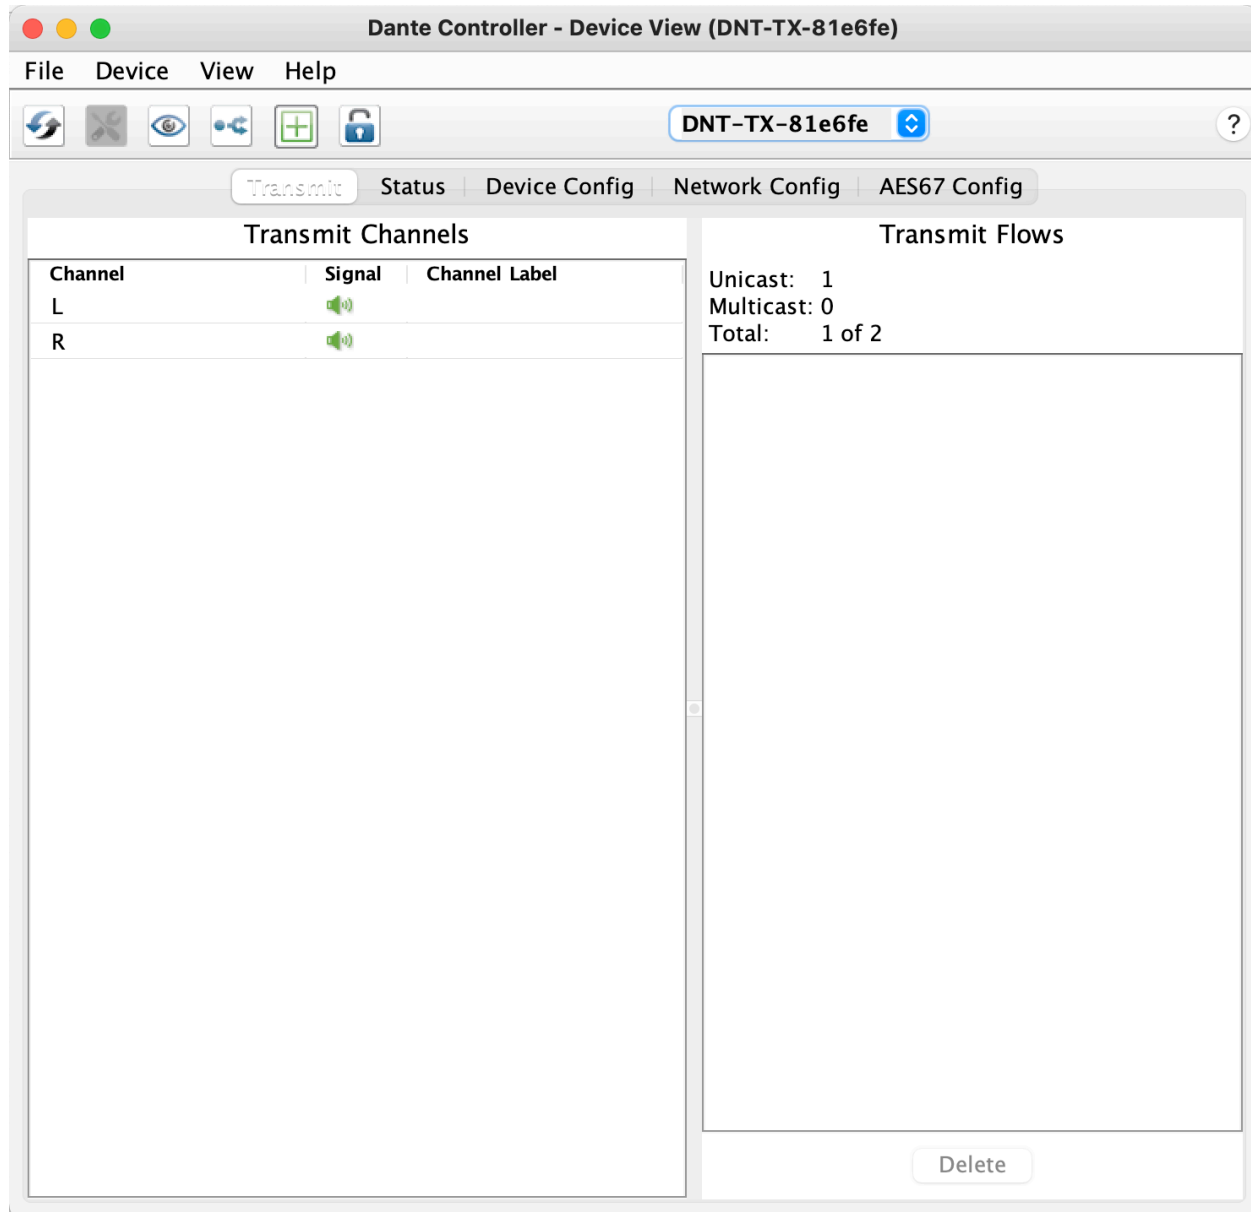 Dante Controller - Device View (DNT-TX-81e6fe)
File Device View Help
DNT-TX-81e6fe ?
Transmit Status Device Config Network Config AES67 Config
Transmit Channels
Channel Signal Channel Label
L
R
Transmit Flows
Unicast: 1
Multicast: 0
Total: 1 of 2
Delete